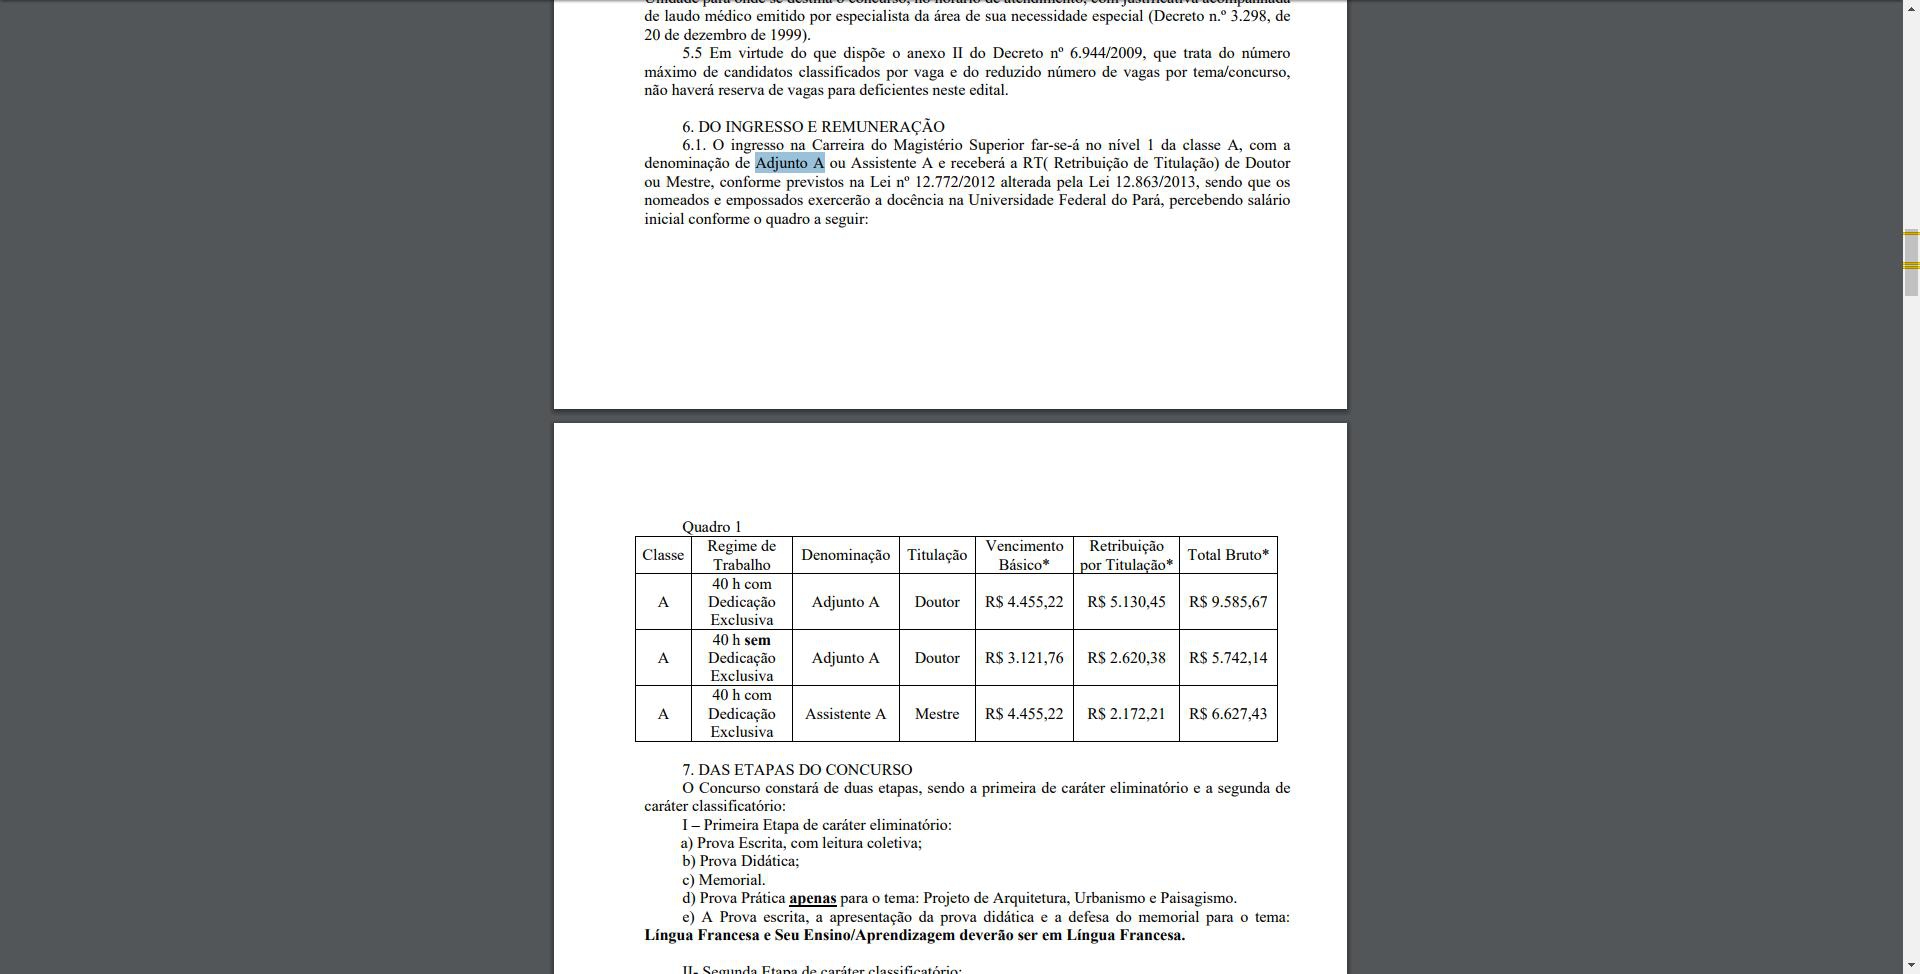 Unidade para onde se destina o concurso, no horário de atendimento, com justificativa acompanhada
de laudo médico emitido por especialista da área de sua necessidade especial (Decreto n.º 3.298, de
20 de dezembro de 1999).
5.5 Em virtude do que dispõe o anexo II do Decreto nº 6.944/2009, que trata do número
máximo de candidatos classificados por vaga e do reduzido número de vagas por tema/concurso,
não haverá reserva de vagas para deficientes neste edital.
6. DO INGRESSO E REMUNERAÇÃO
6.1. O ingresso na Carreira do Magistério Superior far-se-á no nível 1 da classe A, com a
denominação de Adjunto A ou Assistente A e receberá a RT( Retribuição de Titulação) de Doutor
ou Mestre, conforme previstos na Lei nº 12.772/2012 alterada pela Lei 12.863/2013, sendo que os
nomeados e empossados exercerão a docência na Universidade Federal do Pará, percebendo salário
inicial conforme o quadro a seguir:
Quadro 1
Classe Regime de Trabalho Denominação Titulação Vencimento Básico* Retribuição por Titulação* Total Bruto*
A 40 h com Dedicação Exclusiva Adjunto A Doutor R$ 4.455,22 R$ 5.130,45 R$ 9.585,67
A 40 h sem Dedicação Exclusiva Adjunto A Doutor R$ 3.121,76 R$ 2.620,38 R$ 5.742,14
A 40 h com Dedicação Exclusiva Assistente A Mestre R$ 4.455,22 R$ 2.172,21 R$ 6.627,43
7. DAS ETAPAS DO CONCURSO
O Concurso constará de duas etapas, sendo a primeira de caráter eliminatório e a segunda de
caráter classificatório:
I – Primeira Etapa de caráter eliminatório:
a) Prova Escrita, com leitura coletiva;
b) Prova Didática;
c) Memorial.
d) Prova Prática apenas para o tema: Projeto de Arquitetura, Urbanismo e Paisagismo.
e) A Prova escrita, a apresentação da prova didática e a defesa do memorial para o tema:
Língua Francesa e Seu Ensino/Aprendizagem deverão ser em Língua Francesa.
II- Segunda Etapa de caráter classificatório: